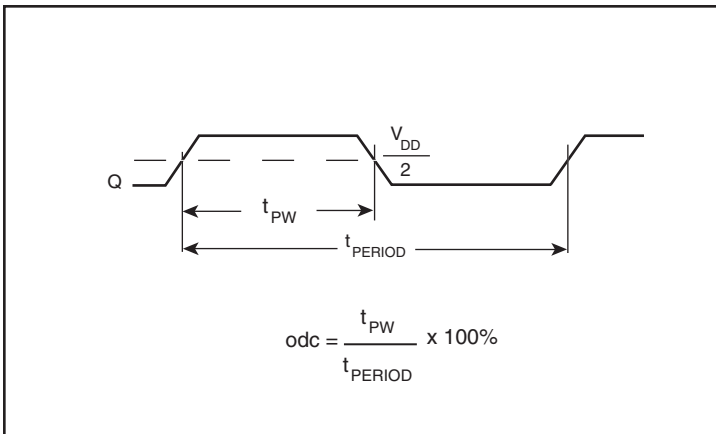 V_DD
2
Q
t_PW
t_PERIOD
odc = t_PW / t_PERIOD x 100%